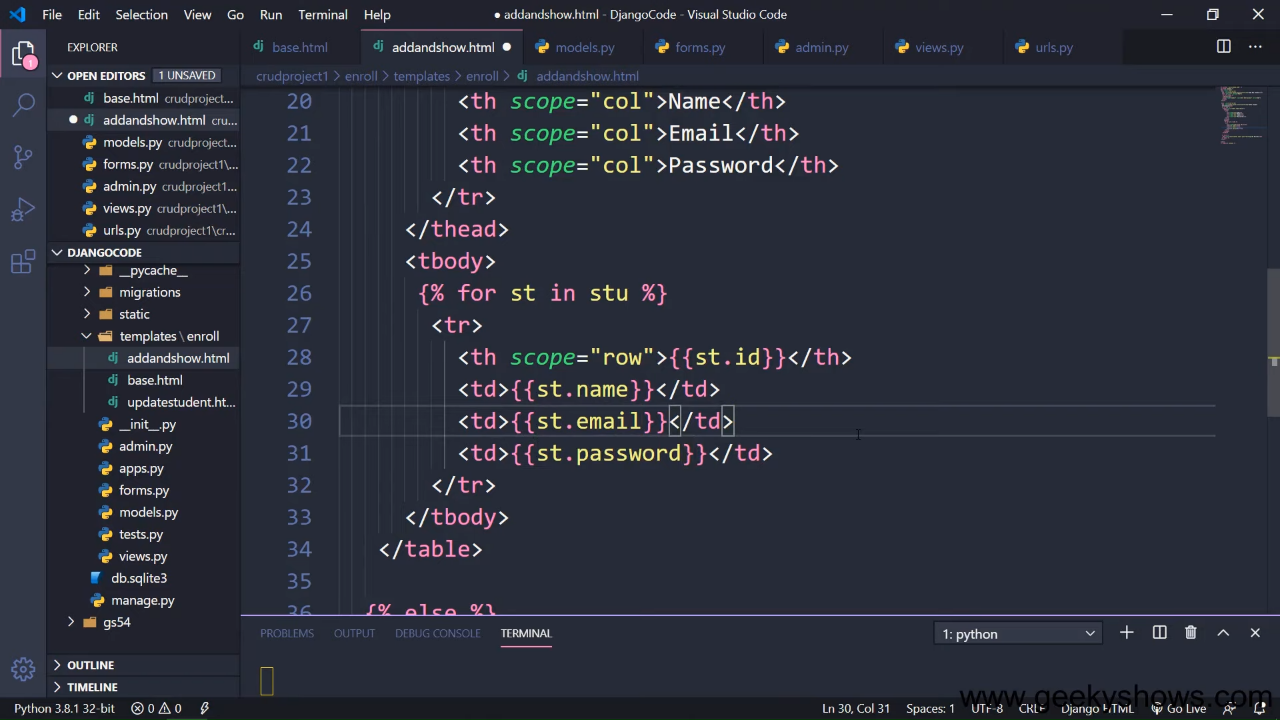 File Edit Selection View Go Run Terminal Help
● addandshow.html - DjangoCode - Visual Studio Code
EXPLORER
base.html
addandshow.html
models.py
forms.py
admin.py
views.py
urls.py
OPEN EDITORS 1 UNSAVED
crudproject1 > enroll > templates > enroll > addandshow.html
base.html crudproject...
addandshow.html cru...
models.py crudproject1...
forms.py crudproject1\...
admin.py crudproject1...
views.py crudproject1\...
urls.py crudproject1\cr...
DJANGOCODE
__pycache__
migrations
static
templates \ enroll
addandshow.html
base.html
updatestudent.ht...
__init__.py
admin.py
apps.py
forms.py
models.py
tests.py
views.py
db.sqlite3
manage.py
gs54
OUTLINE
TIMELINE
1
20 <th scope="col">Name</th>
21 <th scope="col">Email</th>
22 <th scope="col">Password</th>
23 </tr>
24 </thead>
25 <tbody>
26 {% for st in stu %}
27 <tr>
28 <th scope="row">{{st.id}}</th>
29 <td>{{st.name}}</td>
30 <td>{{st.email}}</td>
31 <td>{{st.password}}</td>
32 </tr>
33 </tbody>
34 </table>
35
36 {% else %}
PROBLEMS OUTPUT DEBUG CONSOLE TERMINAL
1: python
www.geekyshows.com
Python 3.8.1 32-bit 0 0
Ln 30, Col 31 Spaces: 1 UTF-8 CRLF Django HTML Go Live